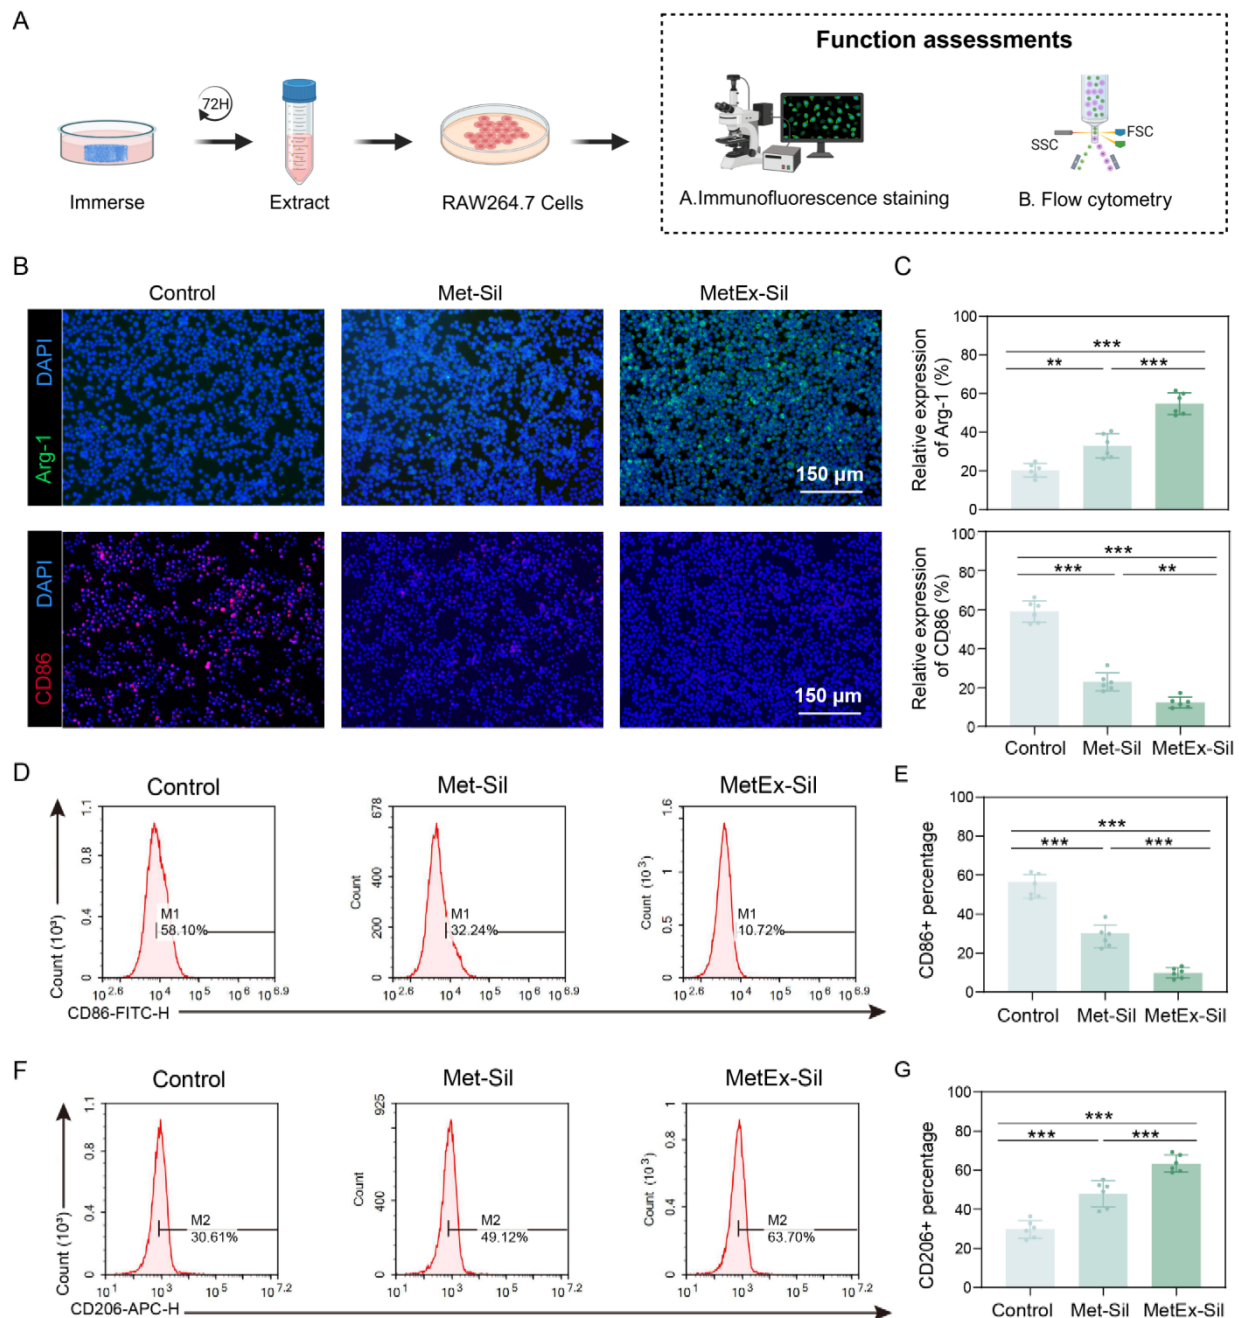 A
Function assessments
72H
FSC
SSC
Immerse
Extract
RAW264.7 Cells
A.Immunofluorescence staining
B. Flow cytometry
B
Control
Met-Sil
MetEx-Sil
Arg-1 DAPI
150 µm
CD86 DAPI
150 µm
C
Relative expression
of Arg-1 (%)
100
80
60
40
20
0
***
** ***
Relative expression
of CD86 (%)
100
80
60
40
20
0
***
*** **
Control Met-Sil MetEx-Sil
D
Control
Count (10³)
1.1
0.8
0.4
0
M1
58.10%
10^2.6 10^4 10^5 10^6 10^6.9
Met-Sil
Count
678
400
200
0
M1
32.24%
10^2.6 10^4 10^5 10^6.9
MetEx-Sil
Count (10^3)
1.6
1
0.5
0
M1
10.72%
10^2.6 10^4 10^5 10^6 10^6.9
CD86-FITC-H
E
CD86+ percentage
100
80
60
40
20
0
***
*** ***
Control Met-Sil MetEx-Sil
F
Control
Count (10³)
1.1
0.8
0.4
0
M2
30.61%
10^1 10^3 10^5 10^7.2
Met-Sil
Count
925
400
0
M2
49.12%
10^1 10^3 10^5 10^7.2
MetEx-Sil
Count (10^3)
1
0.8
0.4
0
M2
63.70%
10^1 10^3 10^5 10^7.2
CD206-APC-H
G
CD206+ percentage
100
80
60
40
20
0
***
*** ***
Control Met-Sil MetEx-Sil